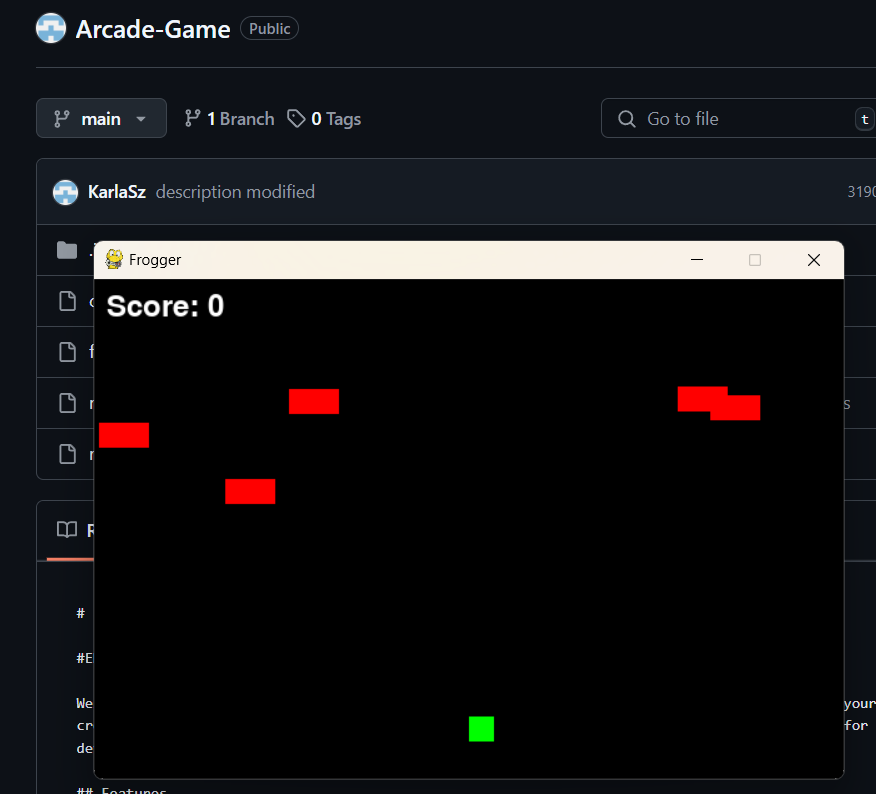 Arcade-Game Public
main 1 Branch 0 Tags Go to file t
KarlaSz description modified 3190
Frogger
Score: 0
#
#E
We your
cr for
de
## Features